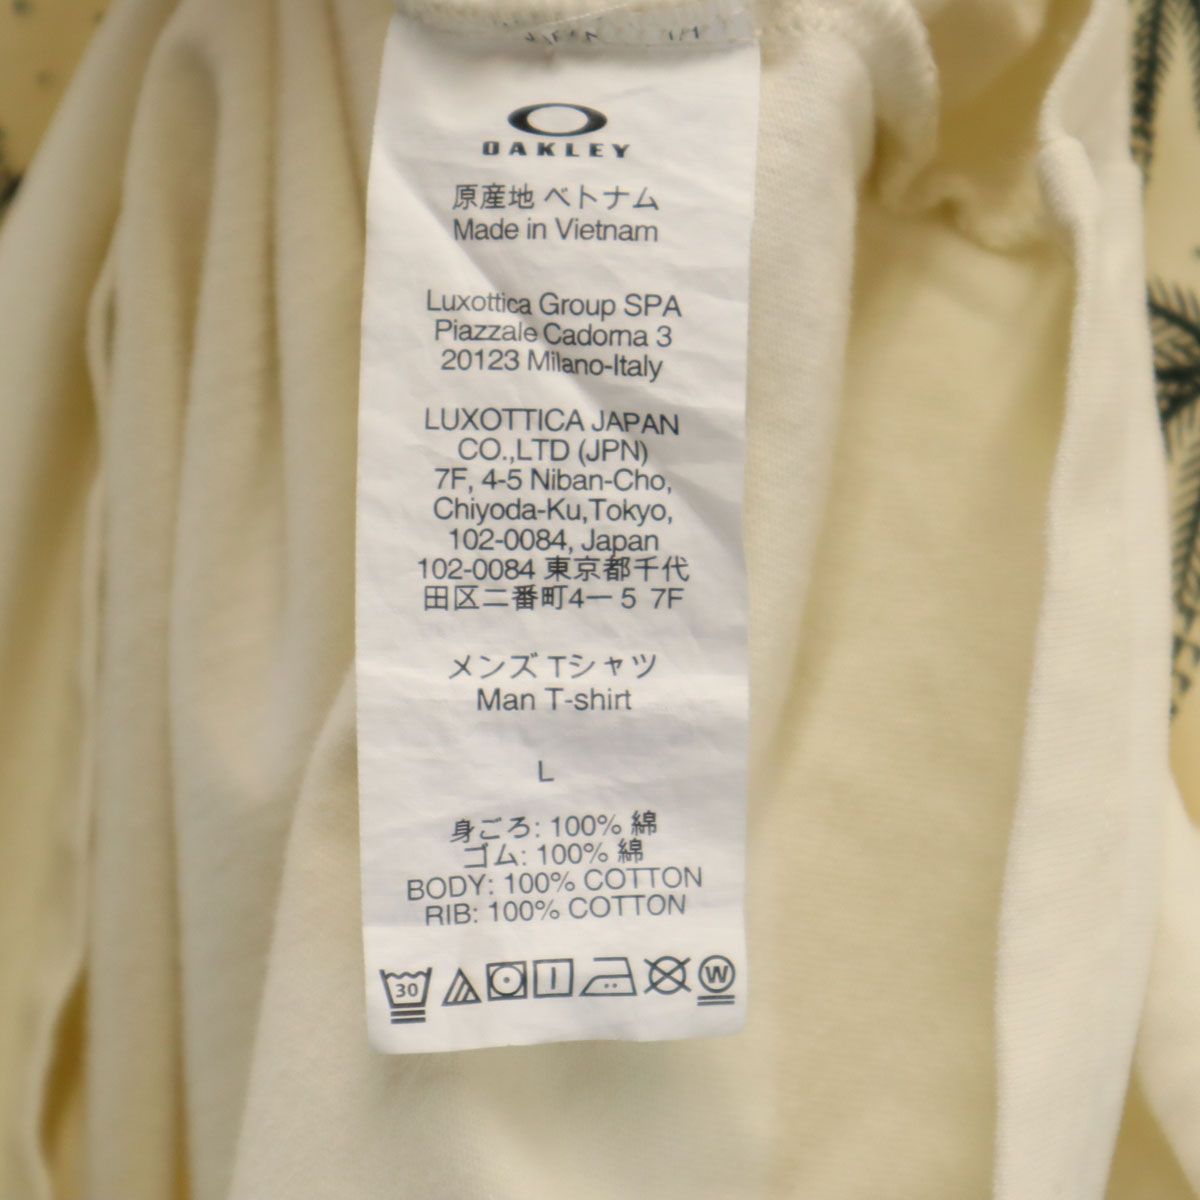 OAKLEY
原産地 ベトナム
Made in Vietnam
Luxottica Group SPA
Piazzale Cadorna 3
20123 Milano-Italy
LUXOTTICA JAPAN
CO.,LTD (JPN)
7F, 4-5 Niban-Cho,
Chiyoda-Ku,Tokyo,
102-0084, Japan
102-0084 東京都千代
田区二番町4ー5 7F
メンズ Tシャツ
Man T-shirt
L
身ごろ: 100% 綿
ゴム: 100% 綿
BODY: 100% COTTON
RIB: 100% COTTON
30
W